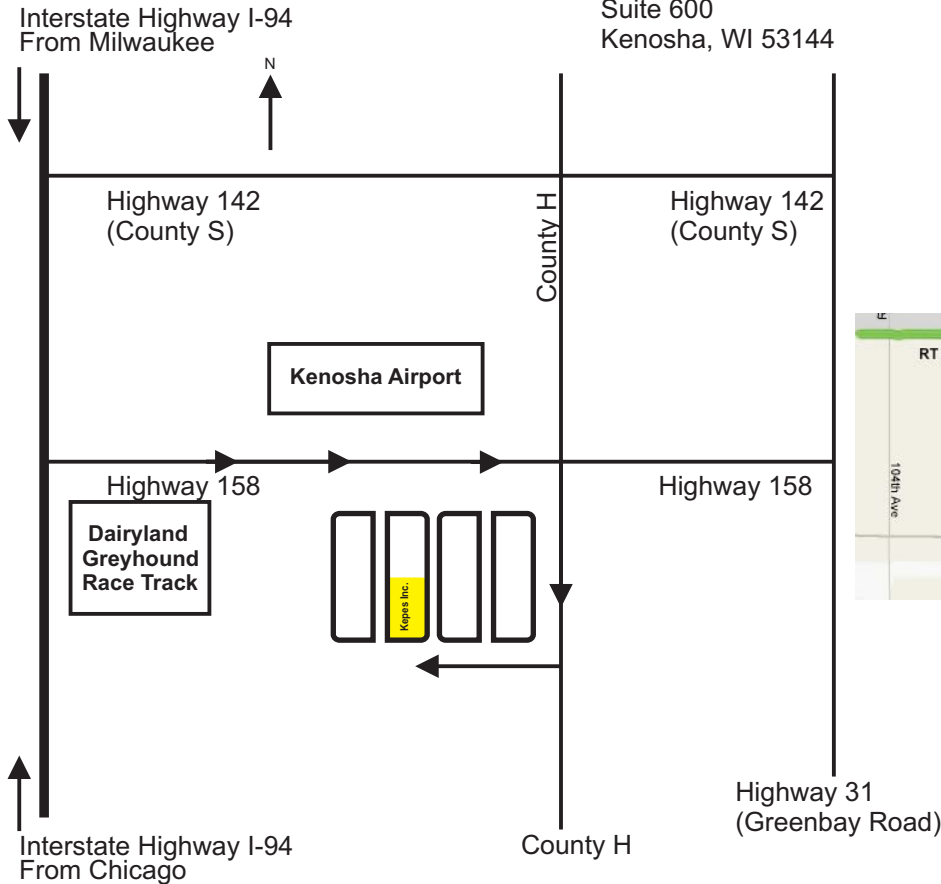 Interstate Highway I-94
From Milwaukee
Suite 600
Kenosha, WI 53144
N
Highway 142
(County S)
County H
Highway 142
(County S)
Kenosha Airport
RT
104th Ave
Highway 158
Highway 158
Dairyland
Greyhound
Race Track
Kepes Inc.
Highway 31
(Greenbay Road)
Interstate Highway I-94
From Chicago
County H